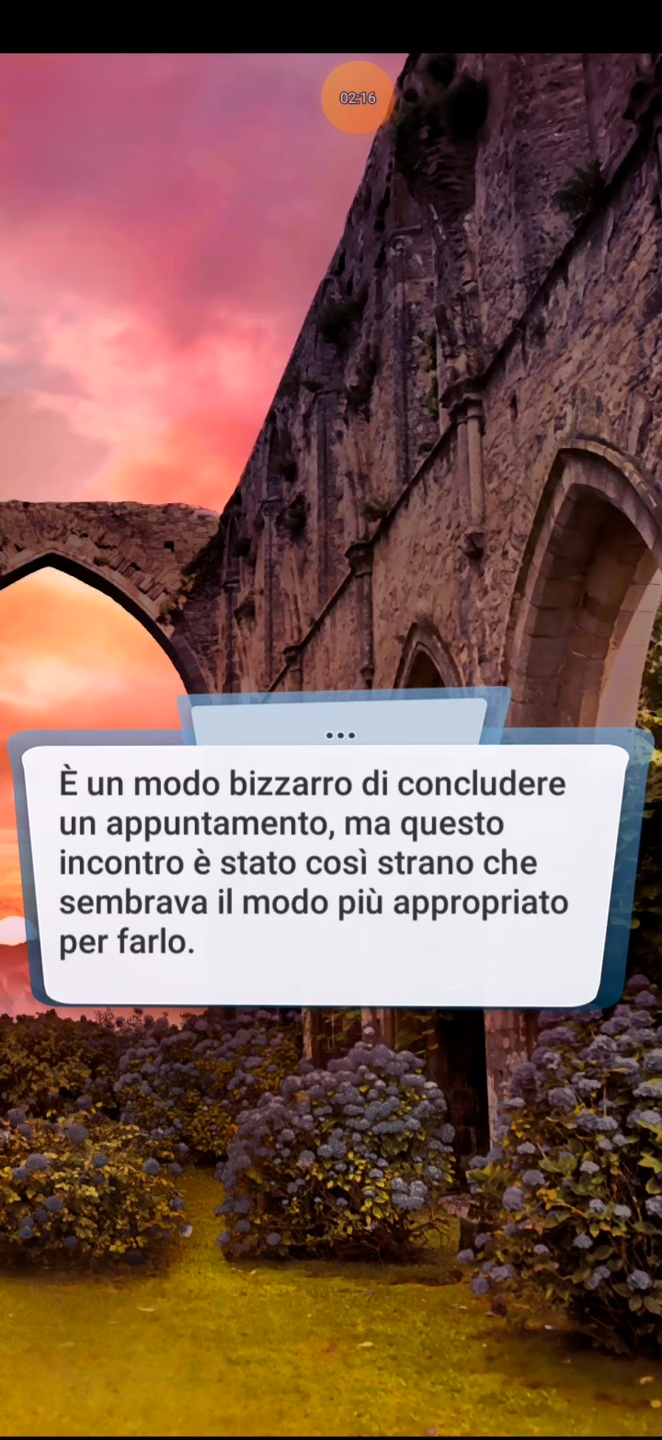 02:16
...
È un modo bizzarro di concludere
un appuntamento, ma questo
incontro è stato così strano che
sembrava il modo più appropriato
per farlo.